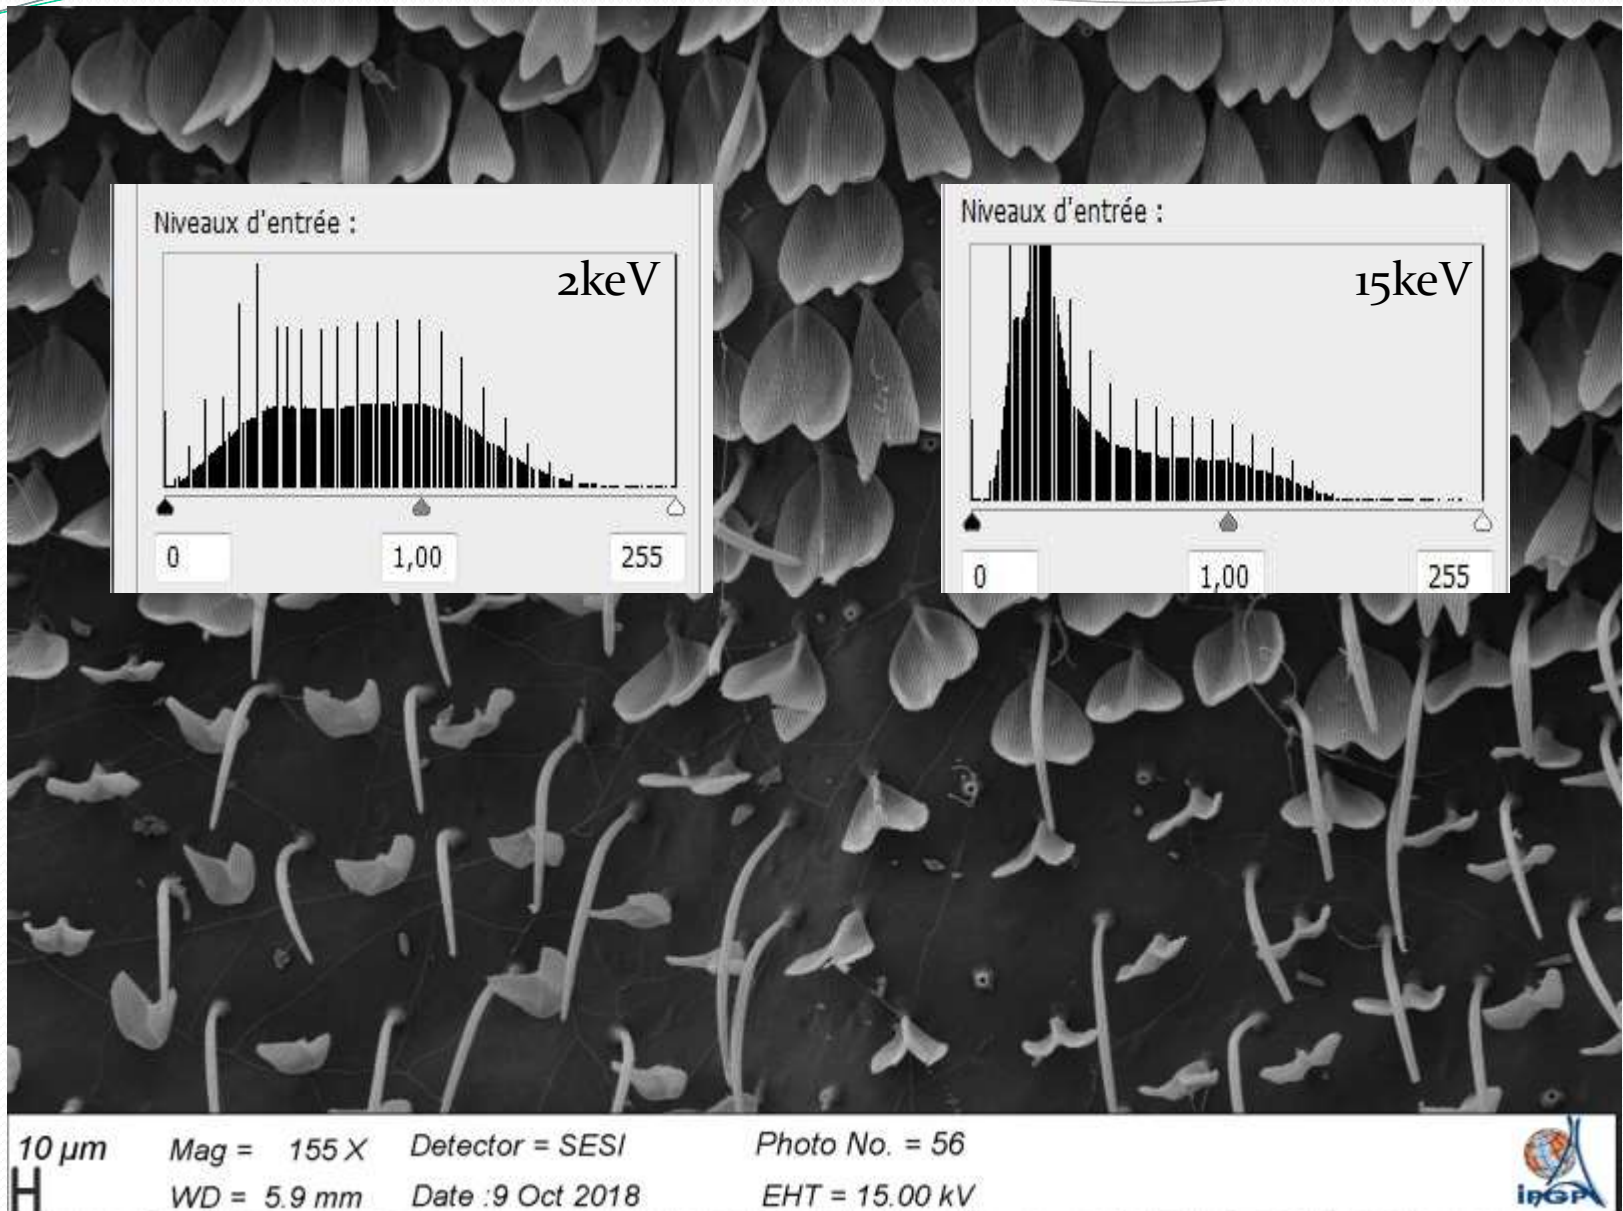 Niveaux d'entrée :
2keV
0 1,00 255
Niveaux d'entrée :
15keV
0 1,00 255
10 µm Mag = 155 X Detector = SESI Photo No. = 56
WD = 5.9 mm Date :9 Oct 2018 EHT = 15.00 kV
IPGP